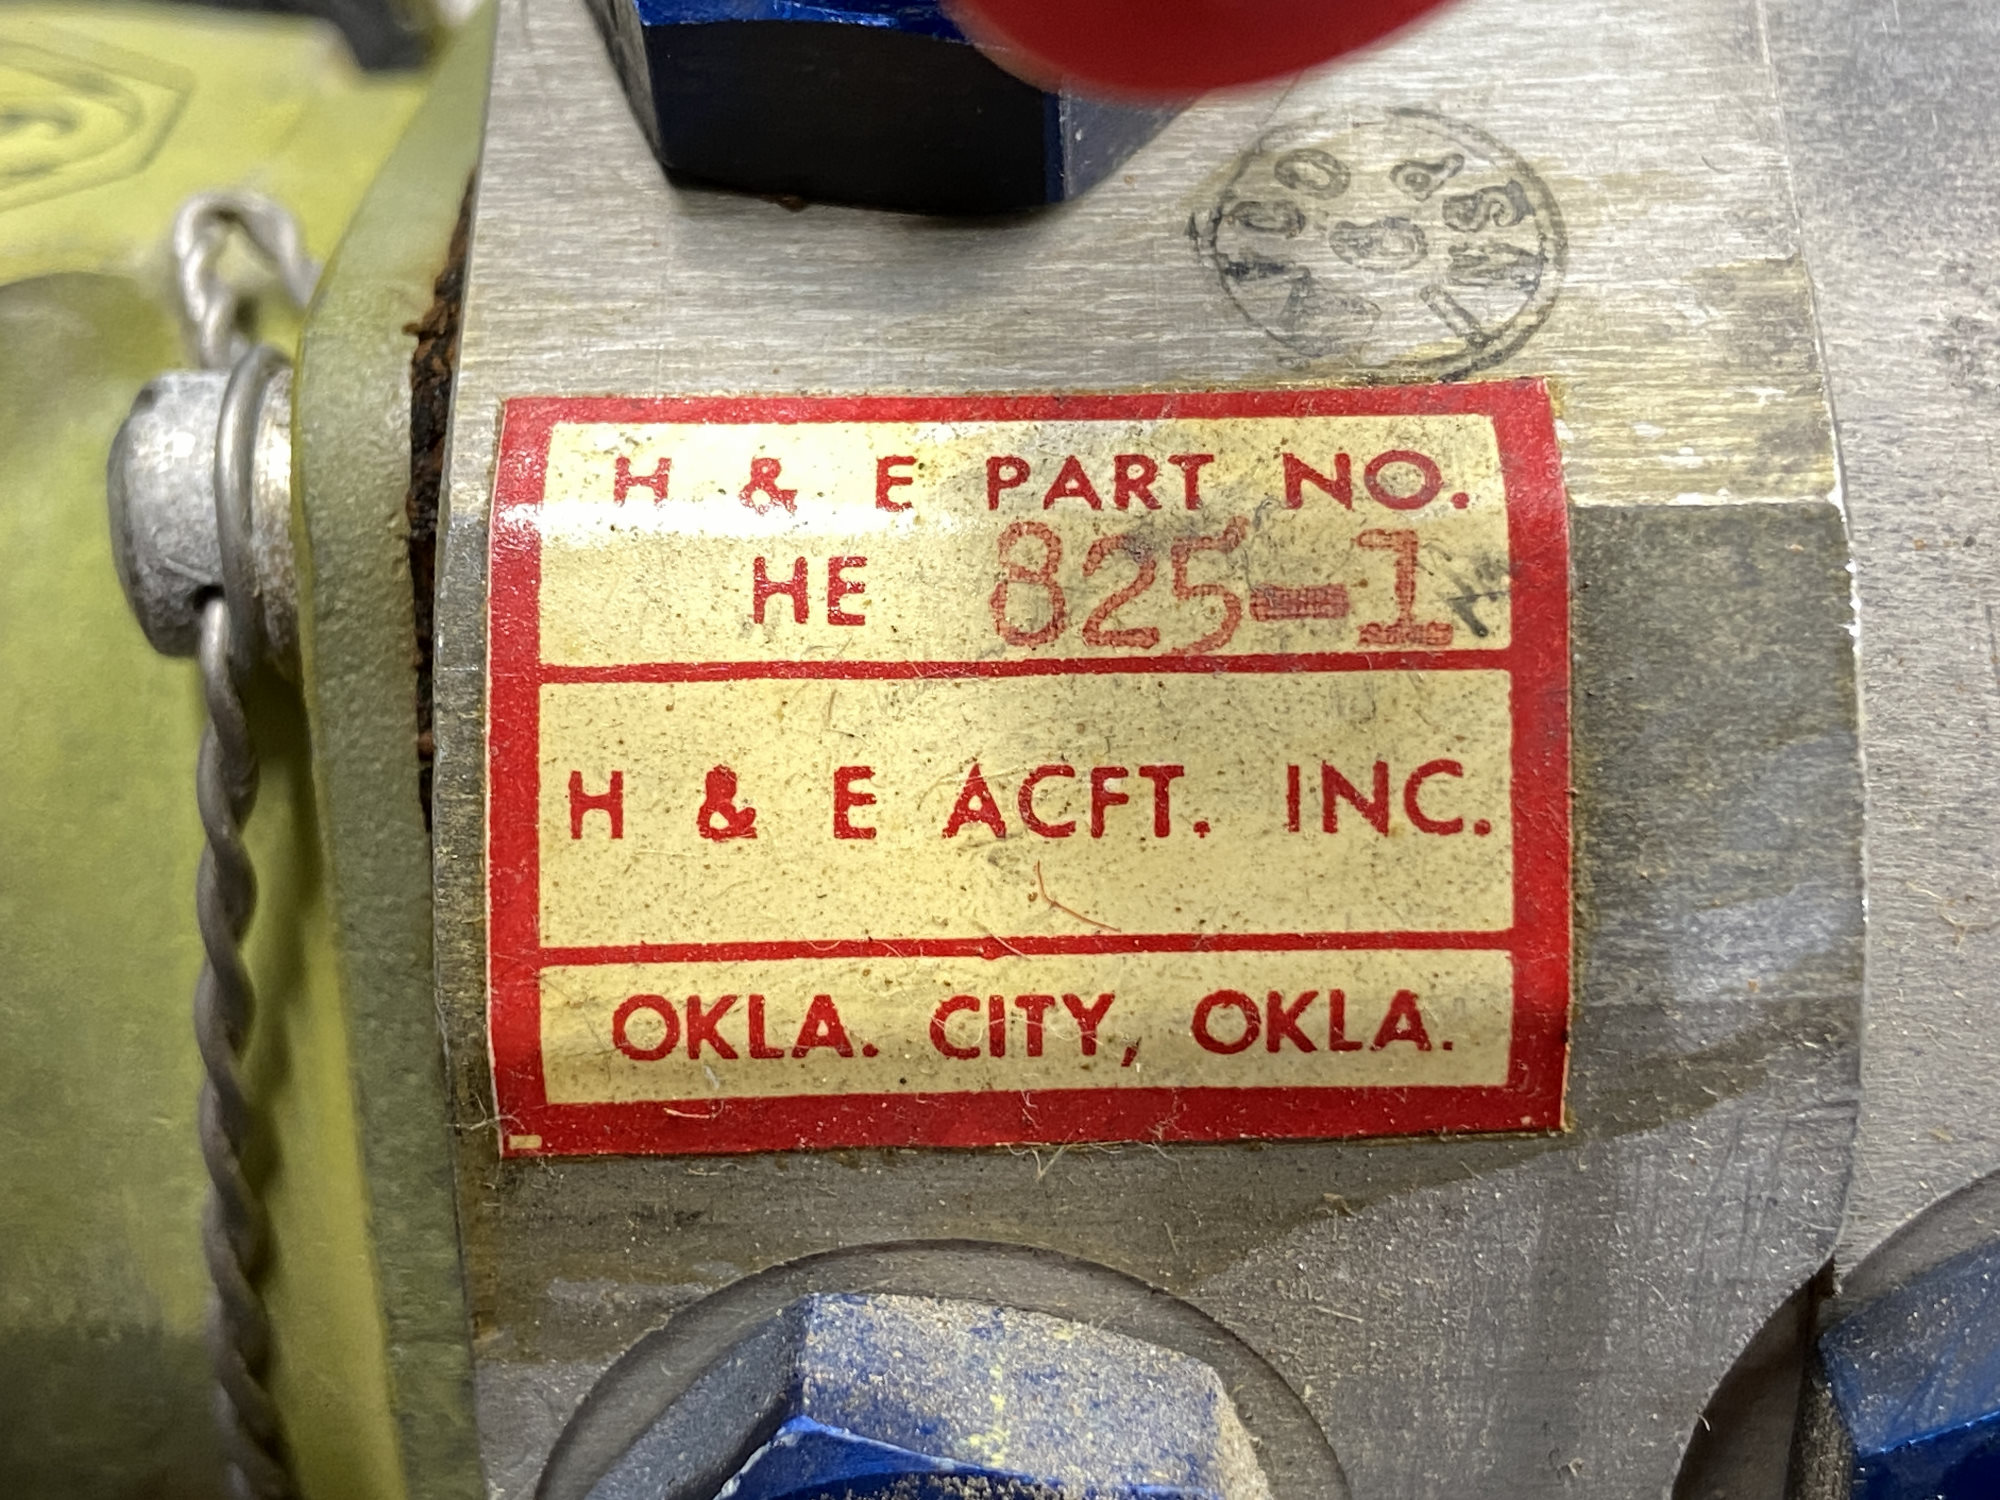 H & E PART NO.
HE 825-1
H & E ACFT. INC.
OKLA. CITY, OKLA.